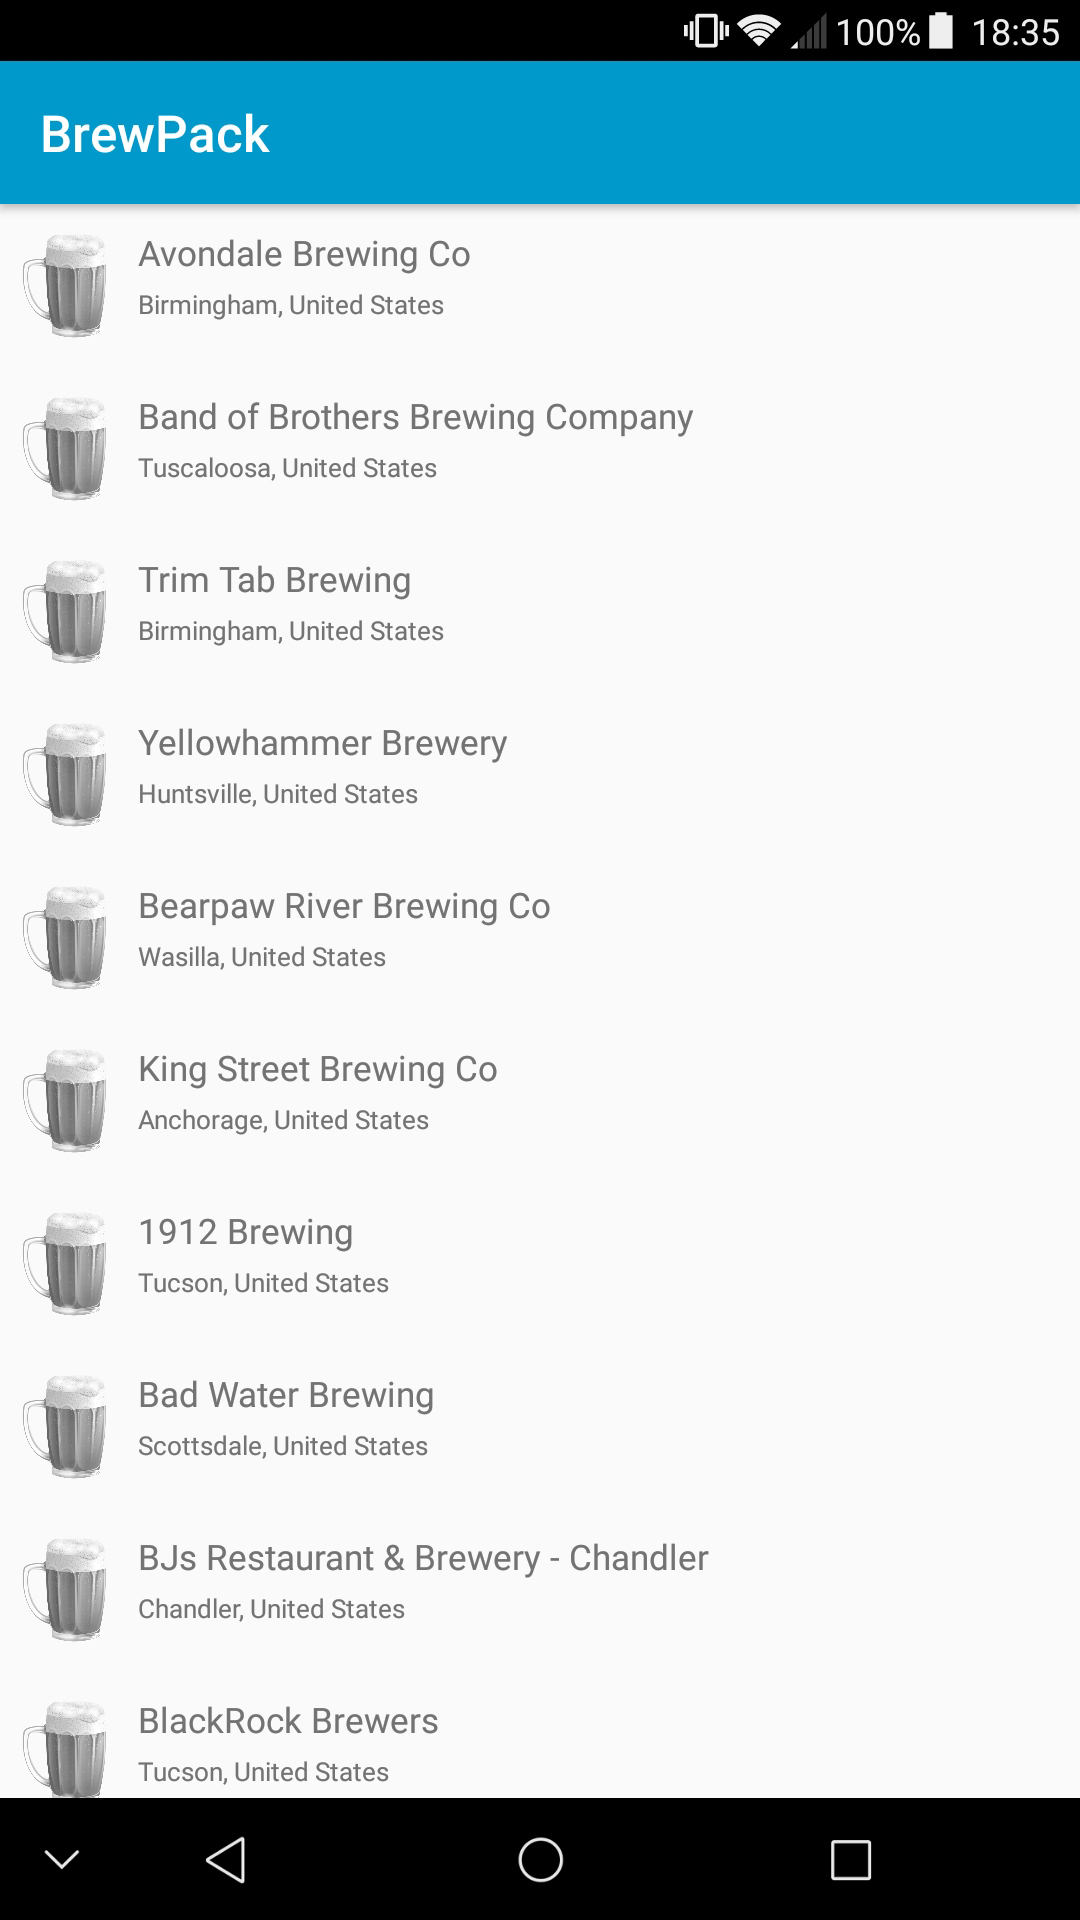 100% 18:35
BrewPack
Avondale Brewing Co
Birmingham, United States
Band of Brothers Brewing Company
Tuscaloosa, United States
Trim Tab Brewing
Birmingham, United States
Yellowhammer Brewery
Huntsville, United States
Bearpaw River Brewing Co
Wasilla, United States
King Street Brewing Co
Anchorage, United States
1912 Brewing
Tucson, United States
Bad Water Brewing
Scottsdale, United States
BJs Restaurant & Brewery - Chandler
Chandler, United States
BlackRock Brewers
Tucson, United States